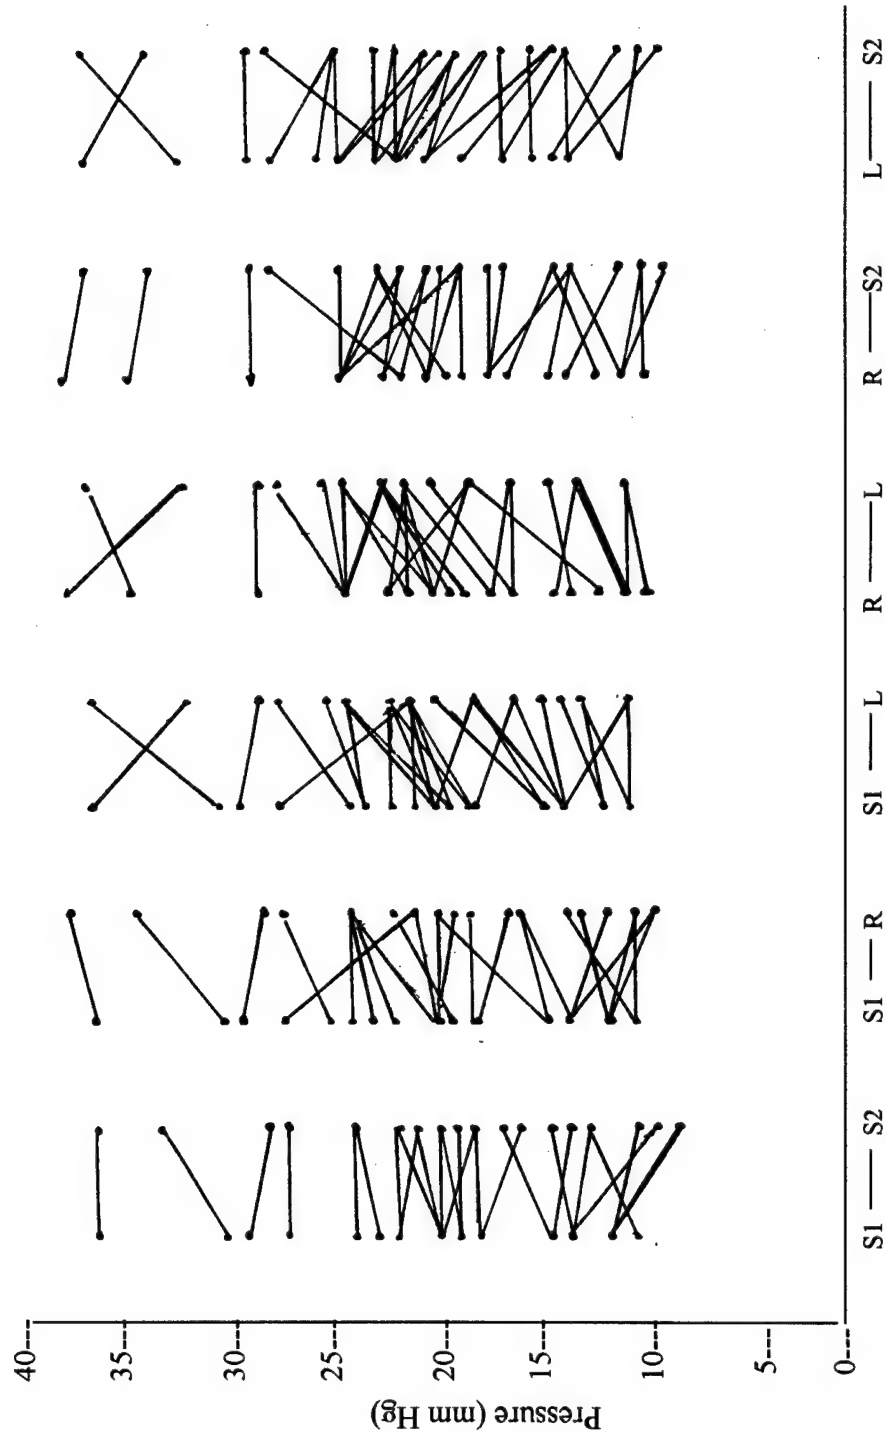 Pressure (mm Hg)
40--
35---
30---
25---
20---
15---
10---
5---
0---
S1 —— S2
S1 —— R
S1 —— L
R —— L
R —— S2
L —— S2